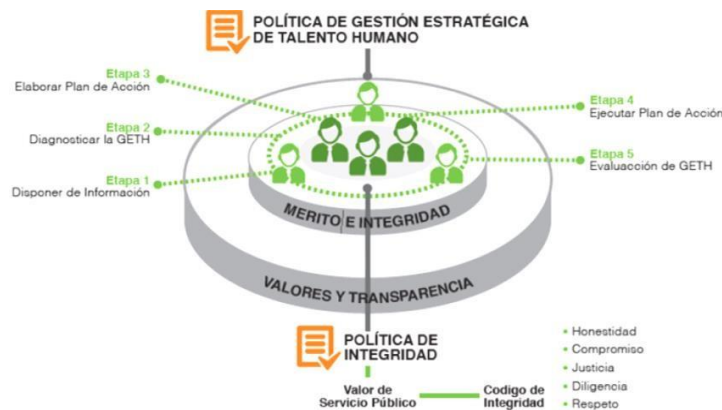 POLÍTICA DE GESTIÓN ESTRATÉGICA
DE TALENTO HUMANO
Etapa 3
Elaborar Plan de Acción
Etapa 2
Diagnosticar la GETH
Etapa 1
Disponer de Información
Etapa 4
Ejecutar Plan de Acción
Etapa 5
Evaluacción de GETH
MERITO E INTEGRIDAD
VALORES Y TRANSPARENCIA
POLÍTICA DE
INTEGRIDAD
Valor de
Servicio Público
Codigo de
Integridad
• Honestidad
• Compromiso
• Justicia
• Diligencia
• Respeto